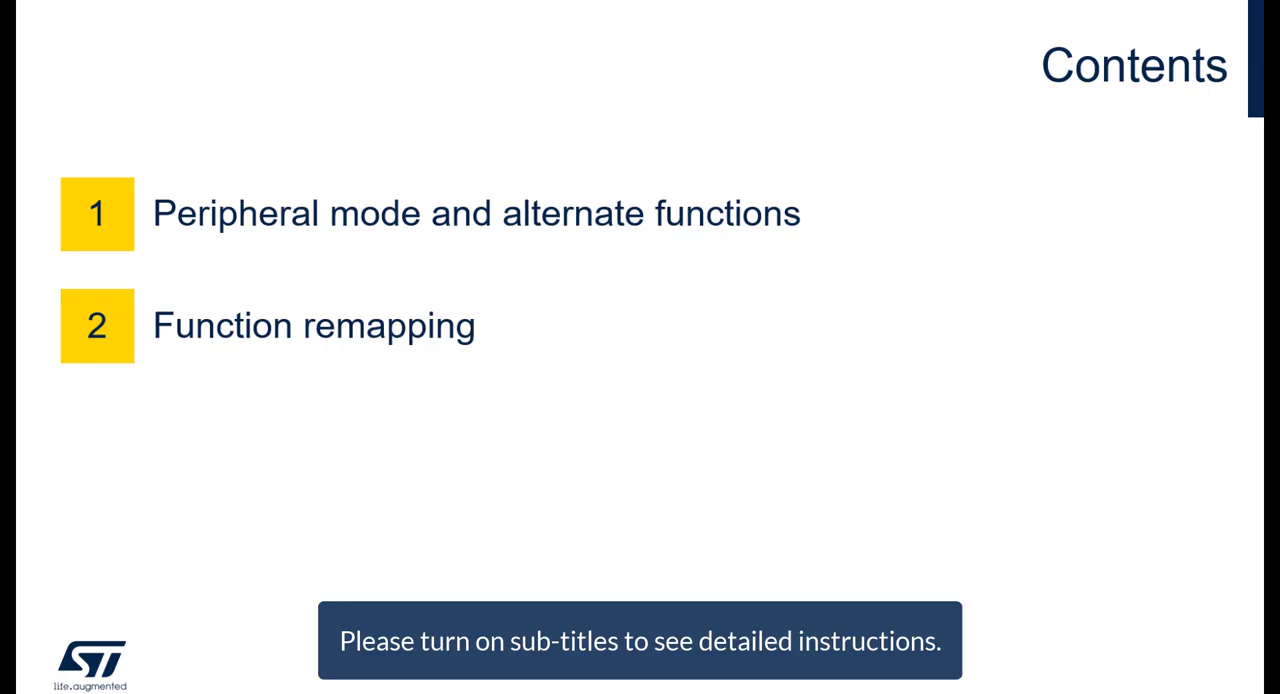 Contents
1 Peripheral mode and alternate functions
2 Function remapping
Please turn on sub-titles to see detailed instructions.
ST
life.augmented